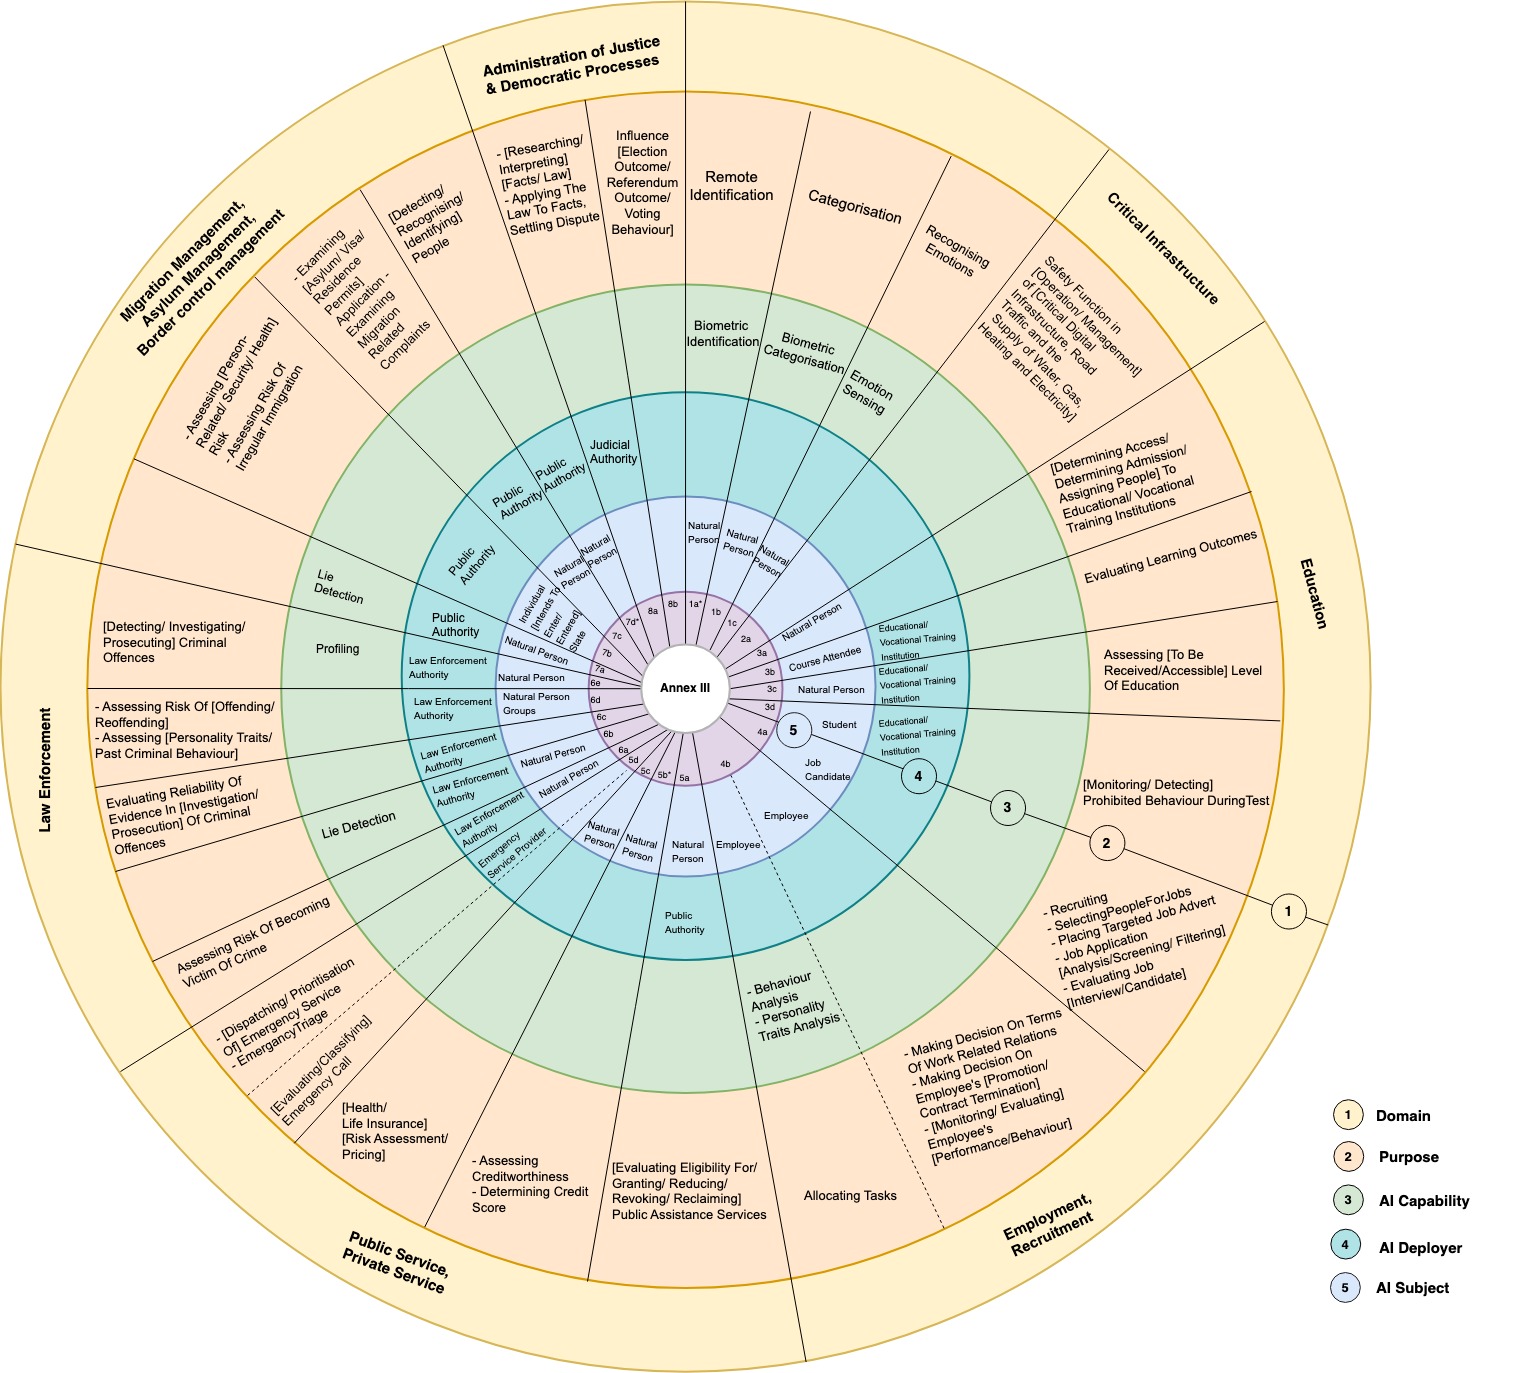 Administration of Justice
& Democratic Processes
Critical Infrastructure
Education
Employment,
Recruitment
Public Service,
Private Service
Law Enforcement
Migration Management,
Asylum Management,
Border control management
Remote
Identification
Categorisation
Recognising
Emotions
Safety Function in
[Operation/ Management]
of [Critical Digital
Infrastructure, Road
Traffic and the
Supply of Water, Gas,
Heating and Electricity]
[Determining Access/
Determining Admission/
Assigning People] To
Educational/ Vocational
Training Institutions
Evaluating Learning Outcomes
Assessing [To Be
Received/Accessible] Level
Of Education
[Monitoring/ Detecting]
Prohibited Behaviour DuringTest
- Recruiting
- SelectingPeopleForJobs
- Placing Targeted Job Advert
- Job Application
[Analysis/Screening/ Filtering]
- Evaluating Job
[Interview/Candidate]
- Making Decision On Terms
Of Work Related Relations
- Making Decision On
Employee's [Promotion/
Contract Termination]
- [Monitoring/ Evaluating]
Employee's
[Performance/Behaviour]
Allocating Tasks
[Evaluating Eligibility For/
Granting/ Reducing/
Revoking/ Reclaiming]
Public Assistance Services
- Assessing
Creditworthiness
- Determining Credit
Score
[Health/
Life Insurance]
[Risk Assessment/
Pricing]
[Evaluating/Classifying]
Emergency Call
- [Dispatching/ Prioritisation
Of] Emergency Service
- EmergancyTriage
Assessing Risk Of Becoming
Victim Of Crime
Evaluating Reliability Of
Evidence In [Investigation/
Prosecution] Of Criminal
Offences
- Assessing Risk Of [Offending/
Reoffending]
- Assessing [Personality Traits/
Past Criminal Behaviour]
[Detecting/ Investigating/
Prosecuting] Criminal
Offences
- Assessing [Person-
Related/ Security/ Health]
Risk
- Assessing Risk Of
Irregular Immigration
- Examining
[Asylum/ Visa/
Residence
Permits]
Application -
Examining
Migration
Related
Complaints
[Detecting/
Recognising/
Identifying]
People
- [Researching/
Interpreting]
[Facts/ Law]
- Applying The
Law To Facts,
Settling Dispute
Influence
[Election
Outcome/
Referendum
Outcome/
Voting
Behaviour]
Biometric
Identification
Biometric
Categorisation
Emotion
Sensing
- Behaviour
Analysis
- Personality
Traits Analysis
Lie Detection
Profiling
Lie
Detection
Educational/
Vocational Training
Institution
Educational/
Vocational Training
Institution
Educational/
Vocational Training
Institution
Public
Authority
Emergency
Service Provider
Law Enforcement
Authority
Law Enforcement
Authority
Law Enforcement
Authority
Law Enforcement
Authority
Law Enforcement
Authority
Public
Authority
Public
Authority
Public
Authority
Public
Authority
Judicial
Authority
Natural
Person
Natural
Person
Natural
Person
Natural Person
Course Attendee
Natural Person
Student
Job
Candidate
Employee
Employee
Natural
Person
Natural
Person
Natural
Person
Natural Person
Natural Person
Natural Person
Groups
Natural Person
Natural Person
Individual
[Intends To
Enter/
Entered]
State
Natural
Person
Natural
Person
1a*
1b
1c
2a
3a
3b
3c
3d
4a
4b
5a
5b*
5c
5d
6a
6b
6c
6d
6e
7a
7b
7c
7d*
8a
8b
Annex III
5
4
3
2
1
1 Domain
2 Purpose
3 AI Capability
4 AI Deployer
5 AI Subject